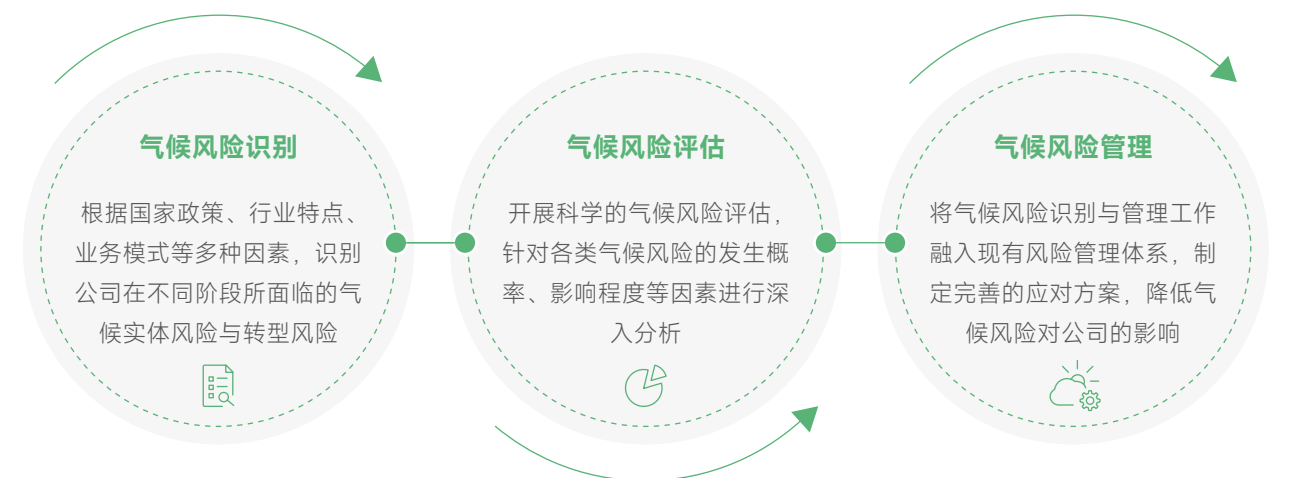 气候风险识别
根据国家政策、行业特点、
业务模式等多种因素，识别
公司在不同阶段所面临的气
候实体风险与转型风险
气候风险评估
开展科学的气候风险评估，
针对各类气候风险的发生概
率、影响程度等因素进行深
入分析
气候风险管理
将气候风险识别与管理工作
融入现有风险管理体系，制
定完善的应对方案，降低气
候风险对公司的影响